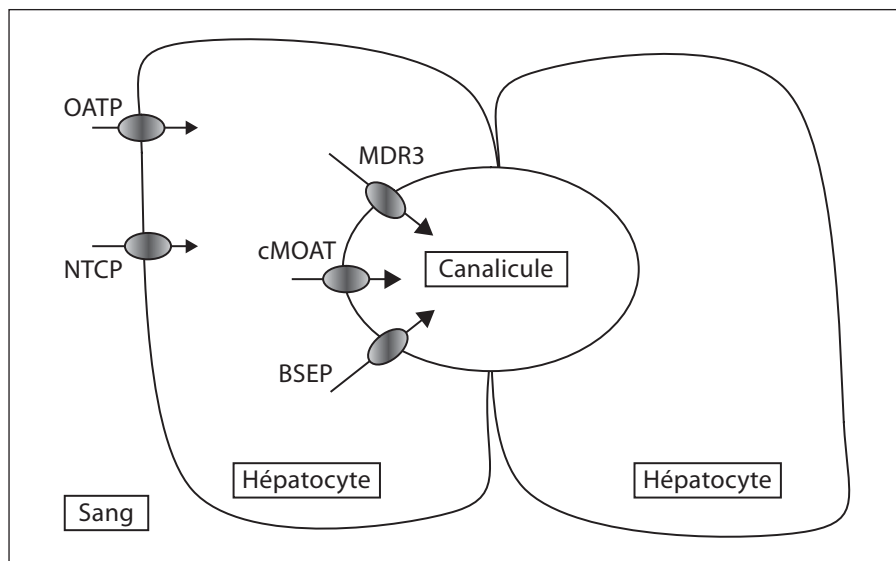 OATP
MDR3
cMOAT
NTCP
Canalicule
BSEP
Hépatocyte
Hépatocyte
Sang